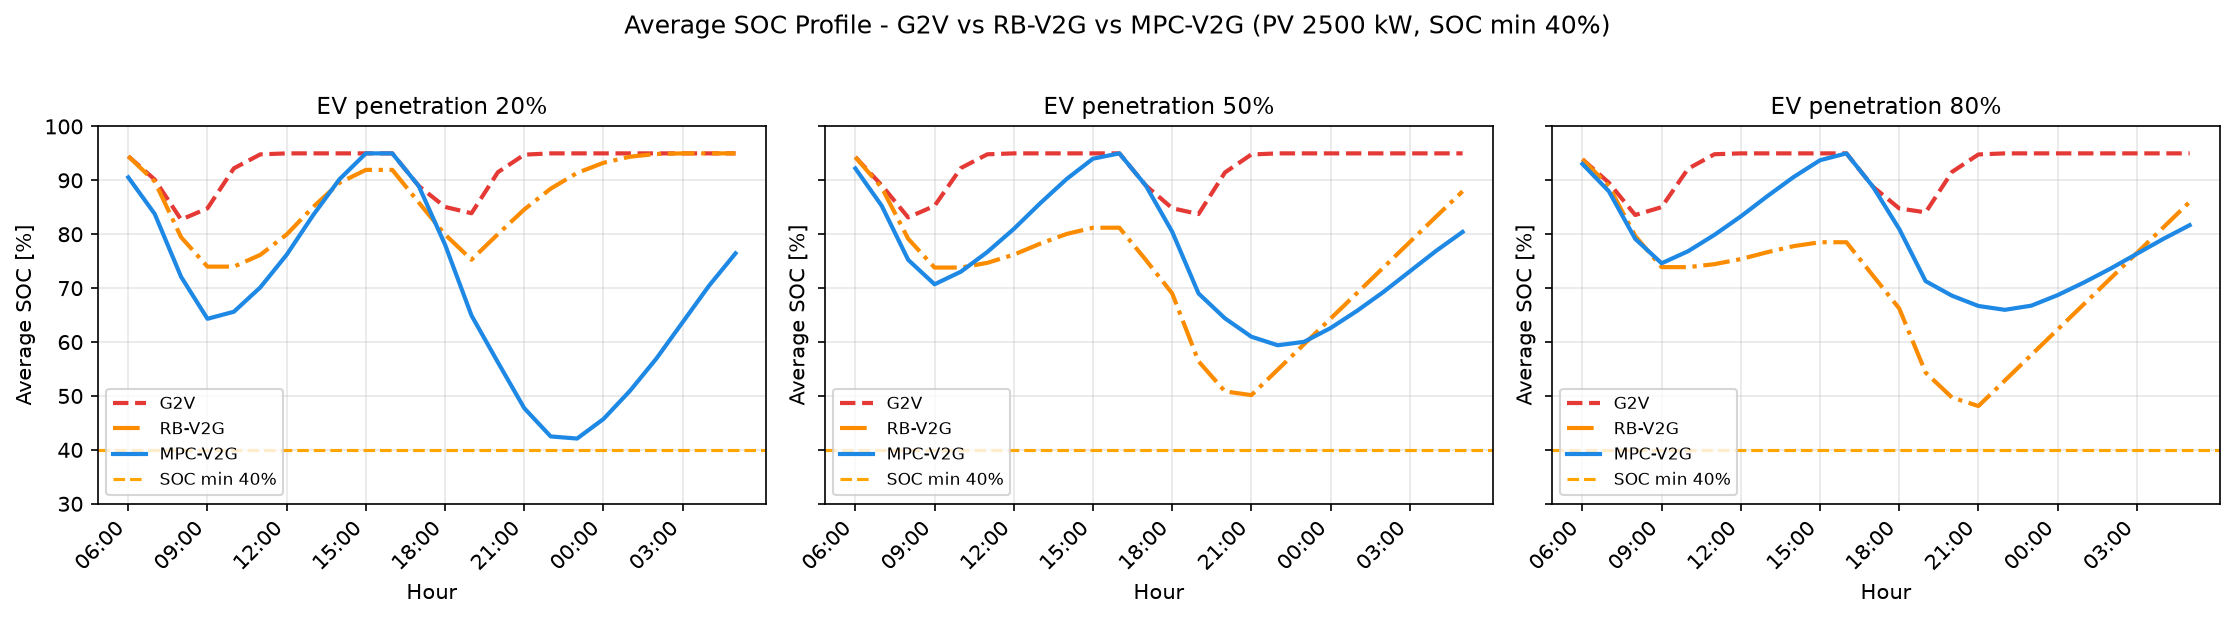 Average SOC Profile - G2V vs RB-V2G vs MPC-V2G (PV 2500 kW, SOC min 40%)
EV penetration 20%
Average SOC [%]
100
90
80
70
60
50
40
30
G2V
RB-V2G
MPC-V2G
SOC min 40%
06:00
09:00
12:00
15:00
18:00
21:00
00:00
03:00
Hour
EV penetration 50%
Average SOC [%]
G2V
RB-V2G
MPC-V2G
SOC min 40%
06:00
09:00
12:00
15:00
18:00
21:00
00:00
03:00
Hour
EV penetration 80%
Average SOC [%]
G2V
RB-V2G
MPC-V2G
SOC min 40%
06:00
09:00
12:00
15:00
18:00
21:00
00:00
03:00
Hour